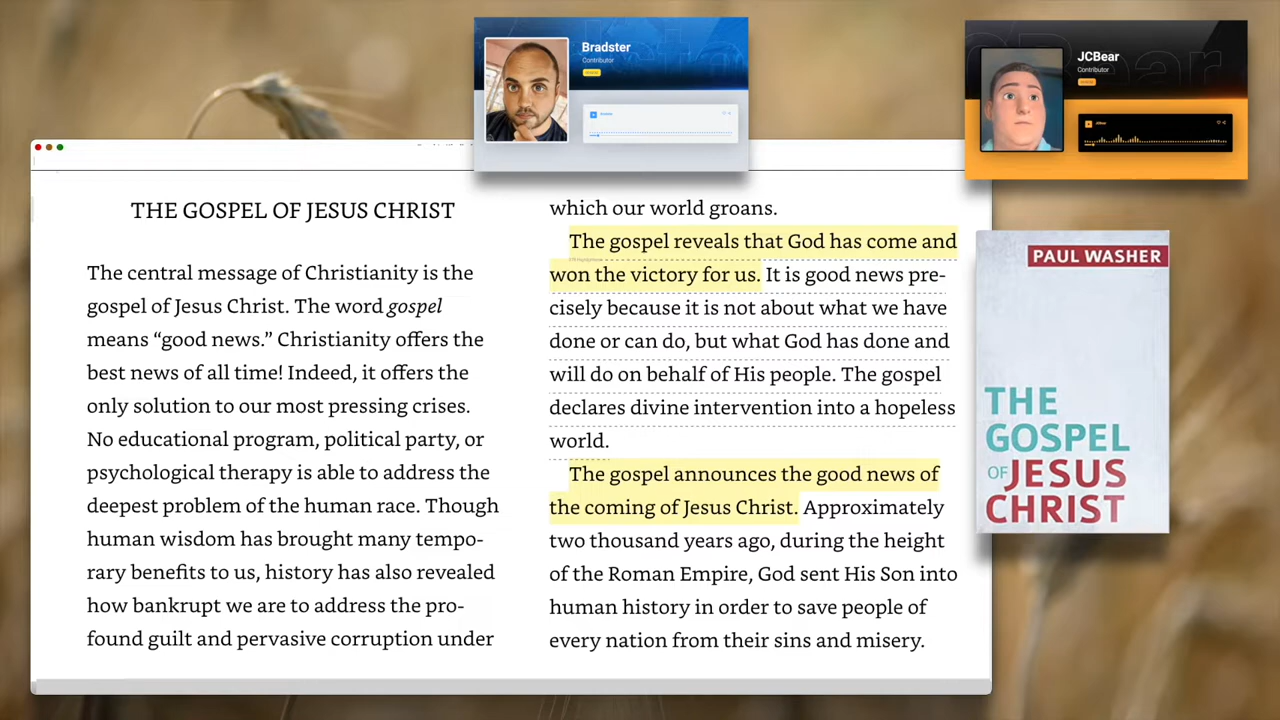 Bradster
Contributor
JCBear
Contributor
THE GOSPEL OF JESUS CHRIST
The central message of Christianity is the
gospel of Jesus Christ. The word gospel
means “good news.” Christianity offers the
best news of all time! Indeed, it offers the
only solution to our most pressing crises.
No educational program, political party, or
psychological therapy is able to address the
deepest problem of the human race. Though
human wisdom has brought many tempo-
rary benefits to us, history has also revealed
how bankrupt we are to address the pro-
found guilt and pervasive corruption under
which our world groans.
The gospel reveals that God has come and
won the victory for us. It is good news pre-
cisely because it is not about what we have
done or can do, but what God has done and
will do on behalf of His people. The gospel
declares divine intervention into a hopeless
world.
The gospel announces the good news of
the coming of Jesus Christ. Approximately
two thousand years ago, during the height
of the Roman Empire, God sent His Son into
human history in order to save people of
every nation from their sins and misery.
PAUL WASHER
THE
GOSPEL
OF JESUS
CHRIST